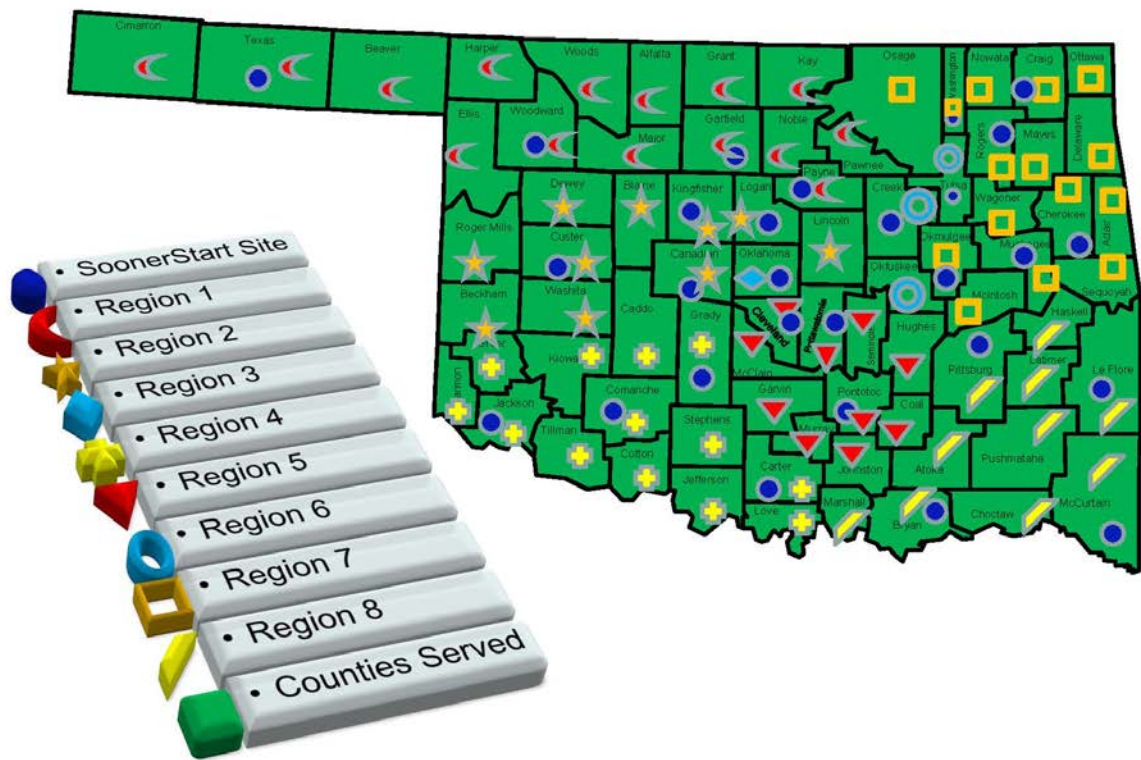 Cimarron
Texas
Beaver
Harper
Woods
Alfalfa
Grant
Kay
Osage
Washington
Nowata
Craig
Ottawa
Ellis
Woodward
Major
Garfield
Noble
Pawnee
Rogers
Mayes
Delaware
Payne
Dewey
Blaine
Kingfisher
Logan
Creek
Tulsa
Wagoner
Cherokee
Adair
Roger Mills
Custer
Canadian
Oklahoma
Lincoln
Okmulgee
Muskogee
Sequoyah
Beckham
Washita
Caddo
Grady
Cleveland
Pottawatomie
Seminole
Okfuskee
Hughes
McIntosh
Haskell
Kiowa
McClain
Pittsburg
Latimer
Le Flore
Jackson
Comanche
Garvin
Pontotoc
Coal
Tillman
Stephens
Murray
Cotton
Carter
Johnston
Atoka
Pushmataha
Jefferson
Love
Marshall
Bryan
Choctaw
McCurtain
• SoonerStart Site
• Region 1
• Region 2
• Region 3
• Region 4
• Region 5
• Region 6
• Region 7
• Region 8
• Counties Served